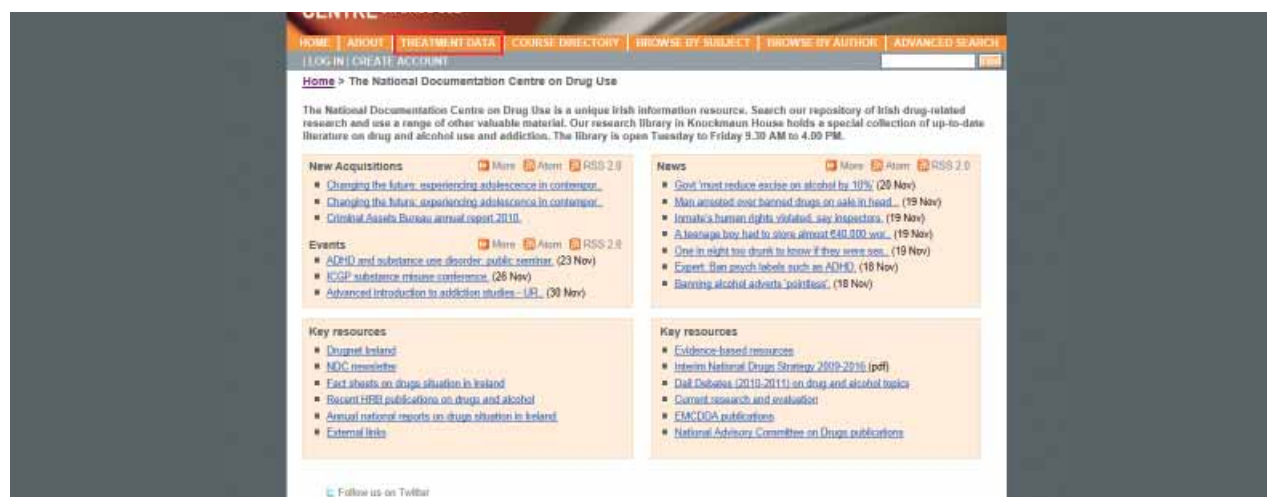 CENTRE
HOME | ABOUT | TREATMENT DATA | COURSE DIRECTORY | BROWSE BY SUBJECT | BROWSE BY AUTHOR | ADVANCED SEARCH
| LOG IN | CREATE ACCOUNT
Home > The National Documentation Centre on Drug Use
The National Documentation Centre on Drug Use is a unique Irish information resource. Search our repository of Irish drug-related
research and use a range of other valuable material. Our research library in Knockmaun House holds a special collection of up-to-date
literature on drug and alcohol use and addiction. The library is open Tuesday to Friday 9.30 AM to 4.00 PM.
New Acquisitions More Atom RSS 2.0
Changing the future: experiencing adolescence in contempor...
Changing the future: experiencing adolescence in contempor...
Criminal Assets Bureau annual report 2010.
Events More Atom RSS 2.0
ADHD and substance use disorder: public seminar. (23 Nov)
ICGP substance misuse conference. (26 Nov)
Advanced introduction to addiction studies - UR... (30 Nov)
News More Atom RSS 2.0
Govt 'must reduce excise on alcohol by 10%' (20 Nov)
Man arrested over banned drugs on sale in head... (19 Nov)
Inmate's human rights violated, say inspectors. (19 Nov)
A teenage boy had to store almost €40,000 wor... (19 Nov)
One in eight too drunk to know if they were sex... (19 Nov)
Expert: Ban psych labels such as ADHD. (18 Nov)
Banning alcohol adverts 'pointless'. (18 Nov)
Key resources
Drugnet Ireland
NDC newsletter
Fact sheets on drugs situation in Ireland
Recent HRB publications on drugs and alcohol
Annual national reports on drugs situation in Ireland
External links
Key resources
Evidence-based resources
Interim National Drugs Strategy 2009-2016 (pdf)
Dail Debates (2010-2011) on drug and alcohol topics
Current research and evaluation
EMCDDA publications
National Advisory Committee on Drugs publications
Follow us on Twitter